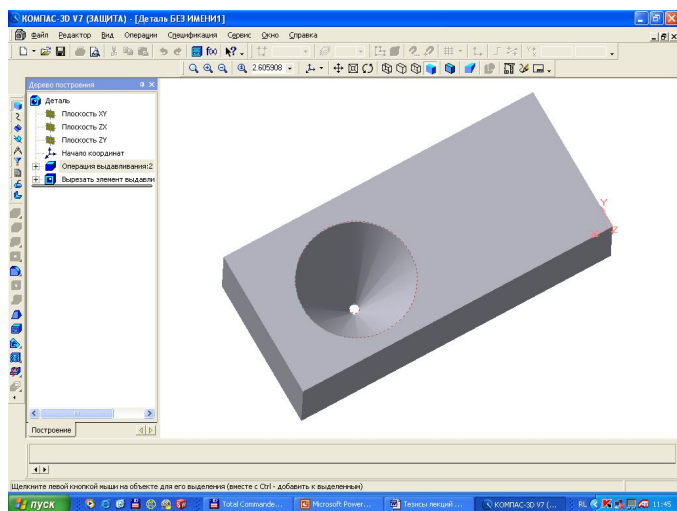 КОМПАС-3D V7 (ЗАЩИТА) - [Деталь БЕЗ ИМЕНИ1]
Файл Редактор Вид Операции Спецификация Сервис Окно Справка
2.605908
Дерево построения
Деталь
Плоскость XY
Плоскость ZX
Плоскость ZY
Начало координат
Операция выдавливания:2
Вырезать элемент выдавли
Y
Z
Построение
Щелкните левой кнопкой мыши на объекте для его выделения (вместе с Ctrl - добавить к выделенным)
пуск
Total Commande...
Microsoft Power...
Тезисы лекций ...
КОМПАС-3D V7 (...
RL
11:45